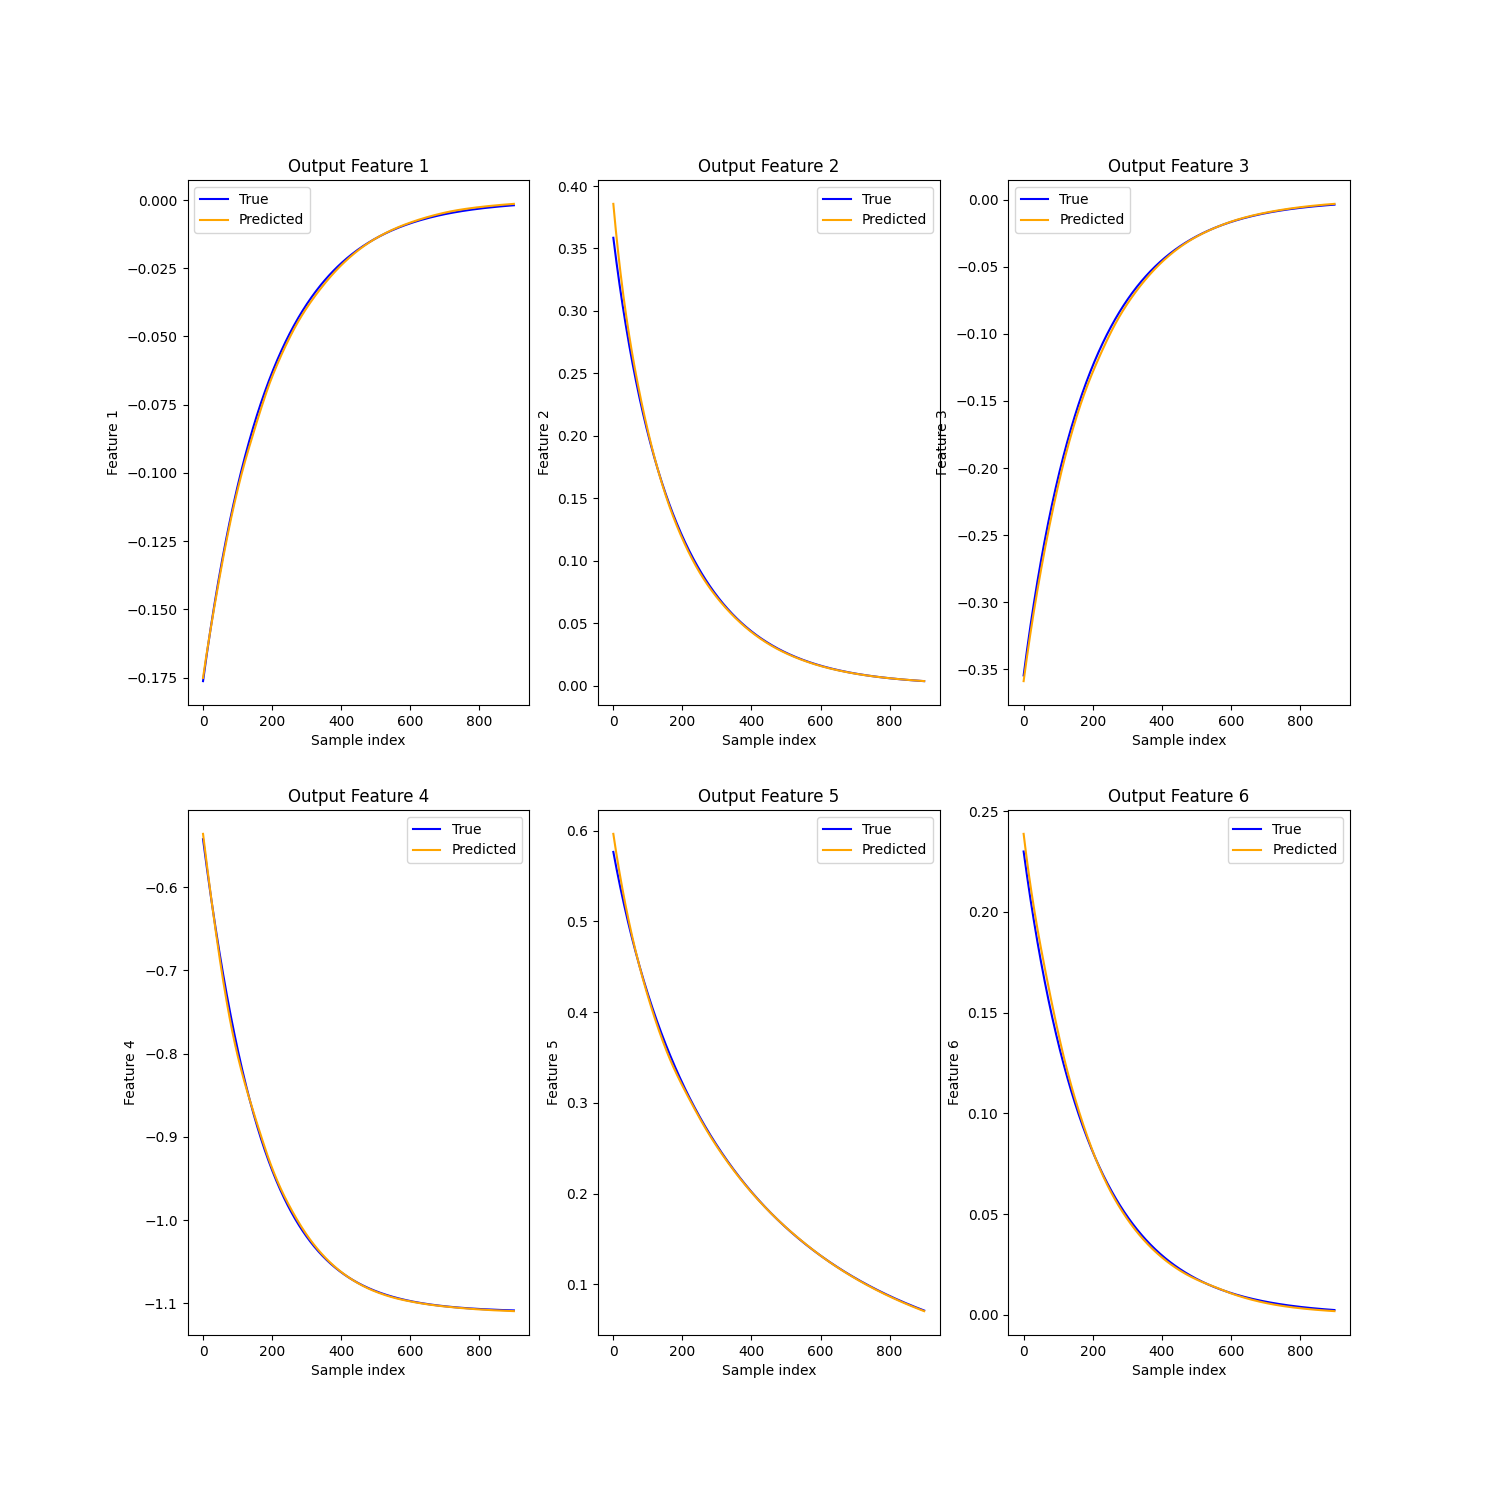 Output Feature 1
True
Predicted
0.000
−0.025
−0.050
−0.075
−0.100
−0.125
−0.150
−0.175
Feature 1
0 200 400 600 800
Sample index
Output Feature 2
True
Predicted
0.40
0.35
0.30
0.25
0.20
0.15
0.10
0.05
0.00
Feature 2
0 200 400 600 800
Sample index
Output Feature 3
True
Predicted
0.00
−0.05
−0.10
−0.15
−0.20
−0.25
−0.30
−0.35
Feature 3
0 200 400 600 800
Sample index
Output Feature 4
True
Predicted
−0.6
−0.7
−0.8
−0.9
−1.0
−1.1
Feature 4
0 200 400 600 800
Sample index
Output Feature 5
True
Predicted
0.6
0.5
0.4
0.3
0.2
0.1
Feature 5
0 200 400 600 800
Sample index
Output Feature 6
True
Predicted
0.25
0.20
0.15
0.10
0.05
0.00
Feature 6
0 200 400 600 800
Sample index